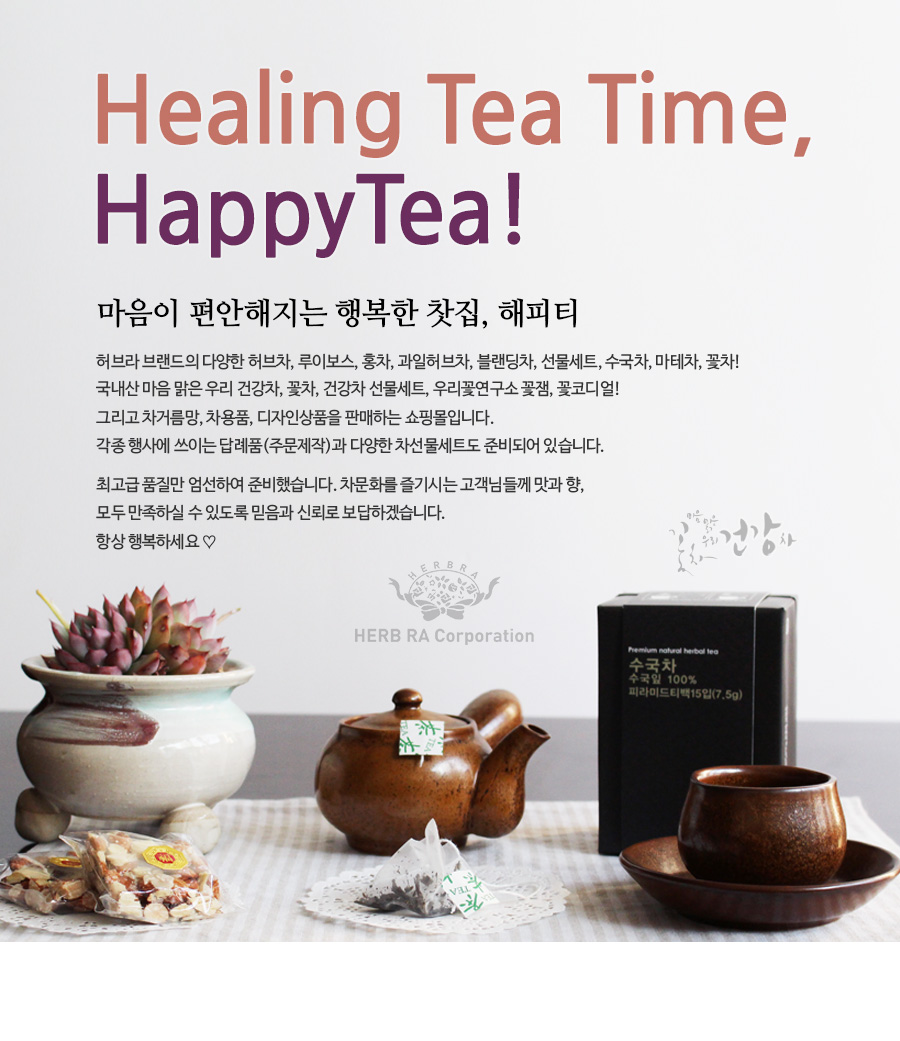 Healing Tea Time,
HappyTea!
마음이 편안해지는 행복한 찻집, 해피티
허브라 브랜드의 다양한 허브차, 루이보스, 홍차, 과일허브차, 블랜딩차, 선물세트, 수국차, 마테차, 꽃차!
국내산 마음 맑은 우리 건강차, 꽃차, 건강차 선물세트, 우리꽃연구소 꽃잼, 꽃코디얼!
그리고 차거름망, 차용품, 디자인상품을 판매하는 쇼핑몰입니다.
각종 행사에 쓰이는 답례품(주문제작)과 다양한 차선물세트도 준비되어 있습니다.
최고급 품질만 엄선하여 준비했습니다. 차문화를 즐기시는 고객님들께 맛과 향,
모두 만족하실 수 있도록 믿음과 신뢰로 보답하겠습니다.
항상 행복하세요 ♡
마음 맑은 우리 건강차
꽃차
HERBRA
HERB RA Corporation
Premium natural herbal tea
수국차
수국잎 100%
피라미드티백15입(7.5g)
茶 TEA
TEA